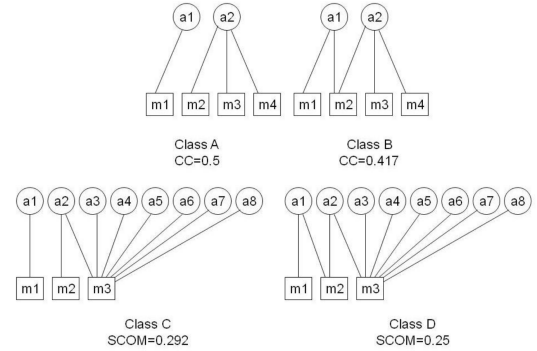 a1 a2 a1 a2
m1 m2 m3 m4 m1 m2 m3 m4
Class A Class B
CC=0.5 CC=0.417
a1 a2 a3 a4 a5 a6 a7 a8 a1 a2 a3 a4 a5 a6 a7 a8
m1 m2 m3 m1 m2 m3
Class C Class D
SCOM=0.292 SCOM=0.25